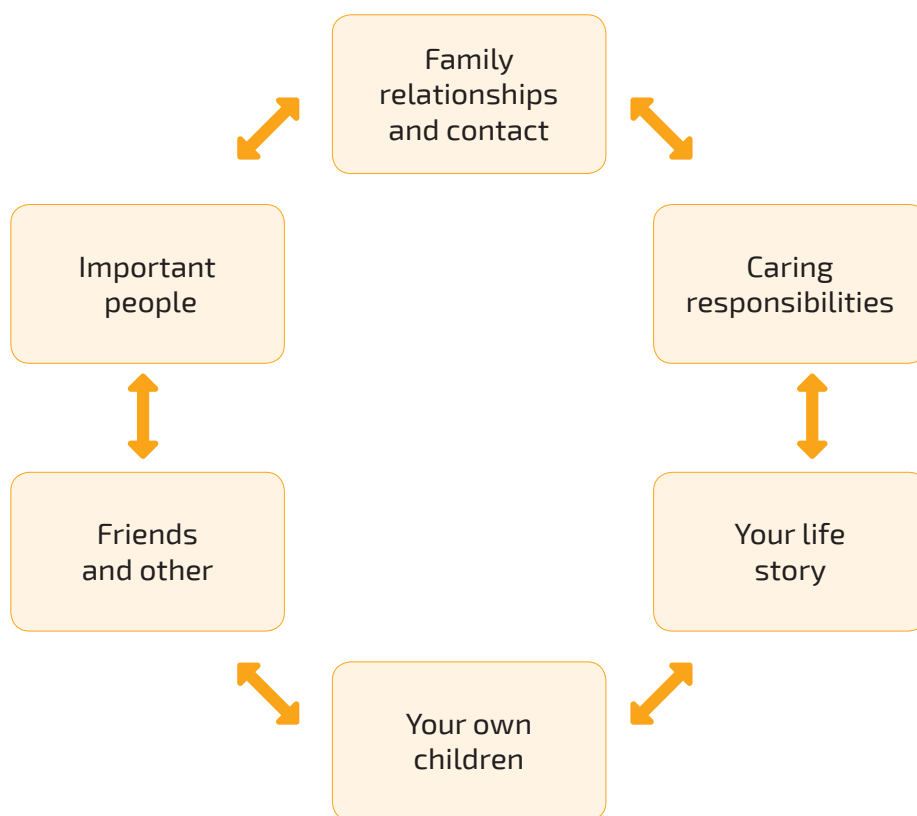 Family
relationships
and contact
Important
people
Caring
responsibilities
Friends
and other
Your life
story
Your own
children